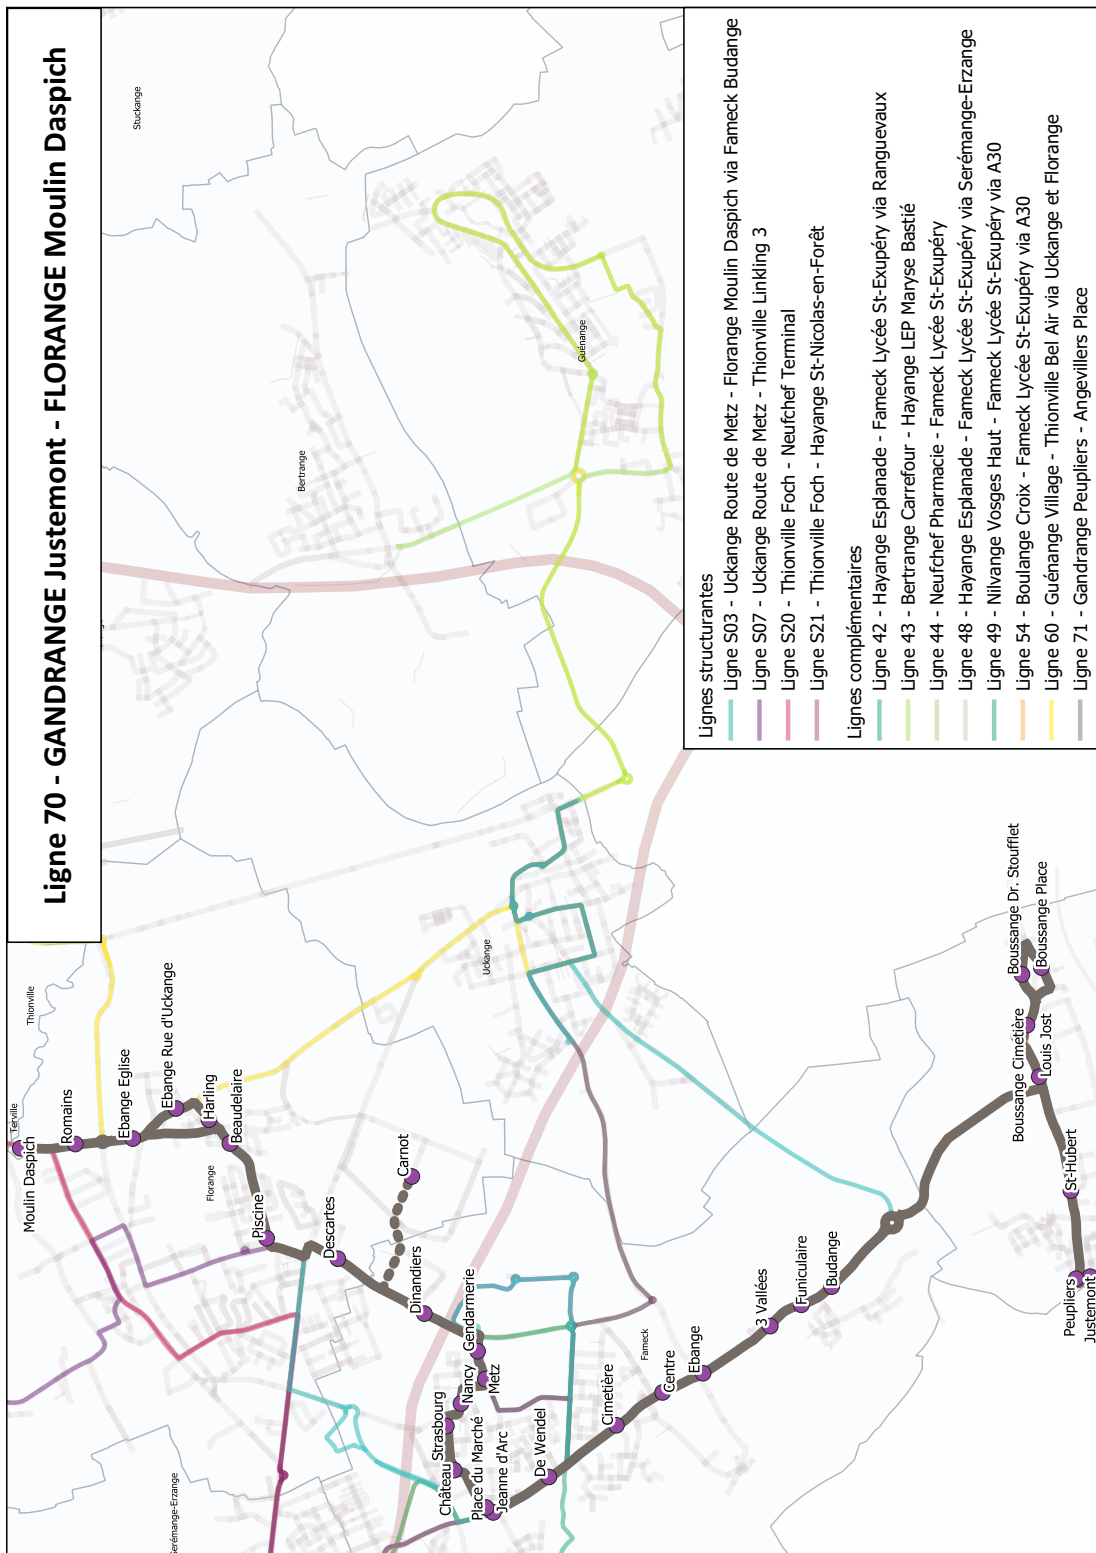 Ligne 70 - GANDRANGE Justemont - FLORANGE Moulin Daspich
Stuckange
Bertrange
Guénange
Thionville
Terville
Moulin Daspich
Romains
Ebange Eglise
Ebange Rue d'Uckange
Harling
Beaudelaire
Florange
Piscine
Descartes
Carnot
Dinandiers
Gendarmerie
Metz
Nancy
Strasbourg
Château
Place du Marché
Jeanne d'Arc
De Wendel
Cimetière
Fameck
Centre
Ebange
3 Vallées
Funiculaire
Budange
Uckange
Serémange-Erzange
Boussange Dr. Stoufflet
Boussange Place
Boussange Cimétière
Louis Jost
St-Hubert
Peupliers
Justemont
Lignes structurantes
Ligne S03 - Uckange Route de Metz - Florange Moulin Daspich via Fameck Budange
Ligne S07 - Uckange Route de Metz - Thionville Linkling 3
Ligne S20 - Thionville Foch - Neufchef Terminal
Ligne S21 - Thionville Foch - Hayange St-Nicolas-en-Forêt
Lignes complémentaires
Ligne 42 - Hayange Esplanade - Fameck Lycée St-Exupéry via Ranguevaux
Ligne 43 - Bertrange Carrefour - Hayange LEP Maryse Bastié
Ligne 44 - Neufchef Pharmacie - Fameck Lycée St-Exupéry
Ligne 48 - Hayange Esplanade - Fameck Lycée St-Exupéry via Serémange-Erzange
Ligne 49 - Nilvange Vosges Haut - Fameck Lycée St-Exupéry via A30
Ligne 54 - Boulange Croix - Fameck Lycée St-Exupéry via A30
Ligne 60 - Guénange Village - Thionville Bel Air via Uckange et Florange
Ligne 71 - Gandrange Peupliers - Angevillers Place